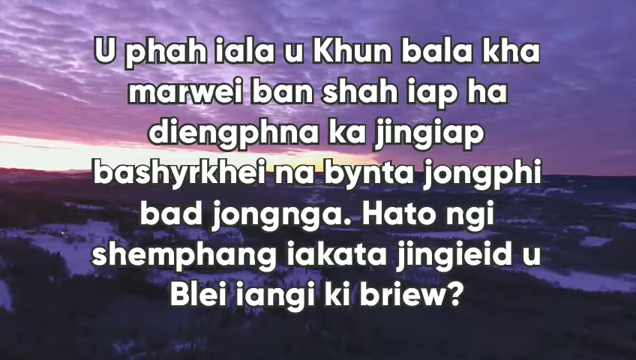 U phah iala u Khun bala kha
marwei ban shah iap ha
diengphna ka jingiap
bashyrkhei na bynta jongphi
bad jongnga. Hato ngi
shemphang iakata jingieid u
Blei iangi ki briew?